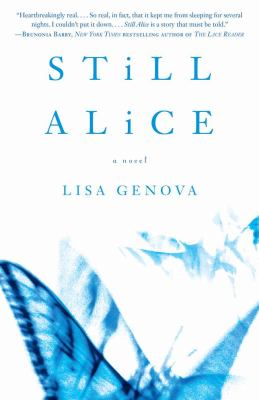 "Heartbreakingly real. . . . So real, in fact, that it kept me from sleeping for several
nights. I couldn't put it down. . . . Still Alice is a story that must be told."
—Brunonia Barry, New York Times bestselling author of The Lace Reader
STiLL
ALiCE
a novel
LISA GENOVA